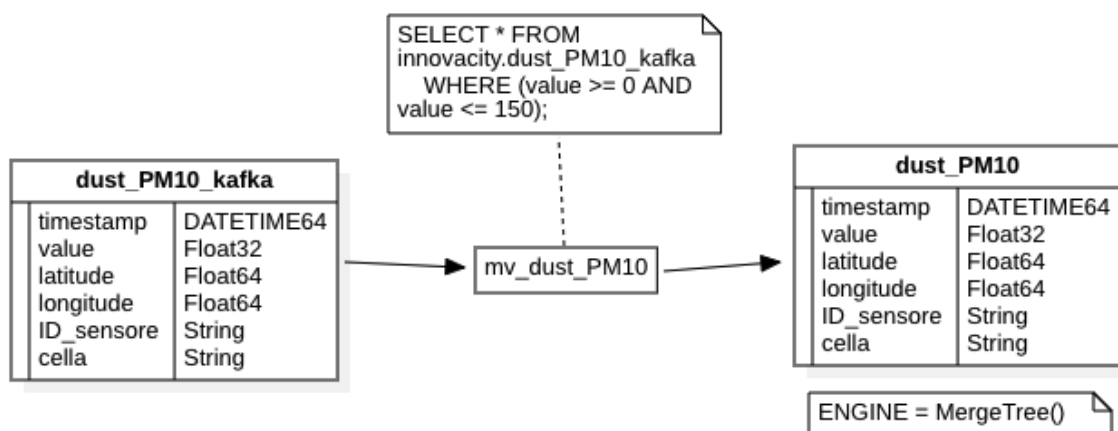 SELECT * FROM
innovacity.dust_PM10_kafka
WHERE (value >= 0 AND
value <= 150);
dust_PM10_kafka
timestamp DATETIME64
value Float32
latitude Float64
longitude Float64
ID_sensore String
cella String
mv_dust_PM10
dust_PM10
timestamp DATETIME64
value Float32
latitude Float64
longitude Float64
ID_sensore String
cella String
ENGINE = MergeTree()